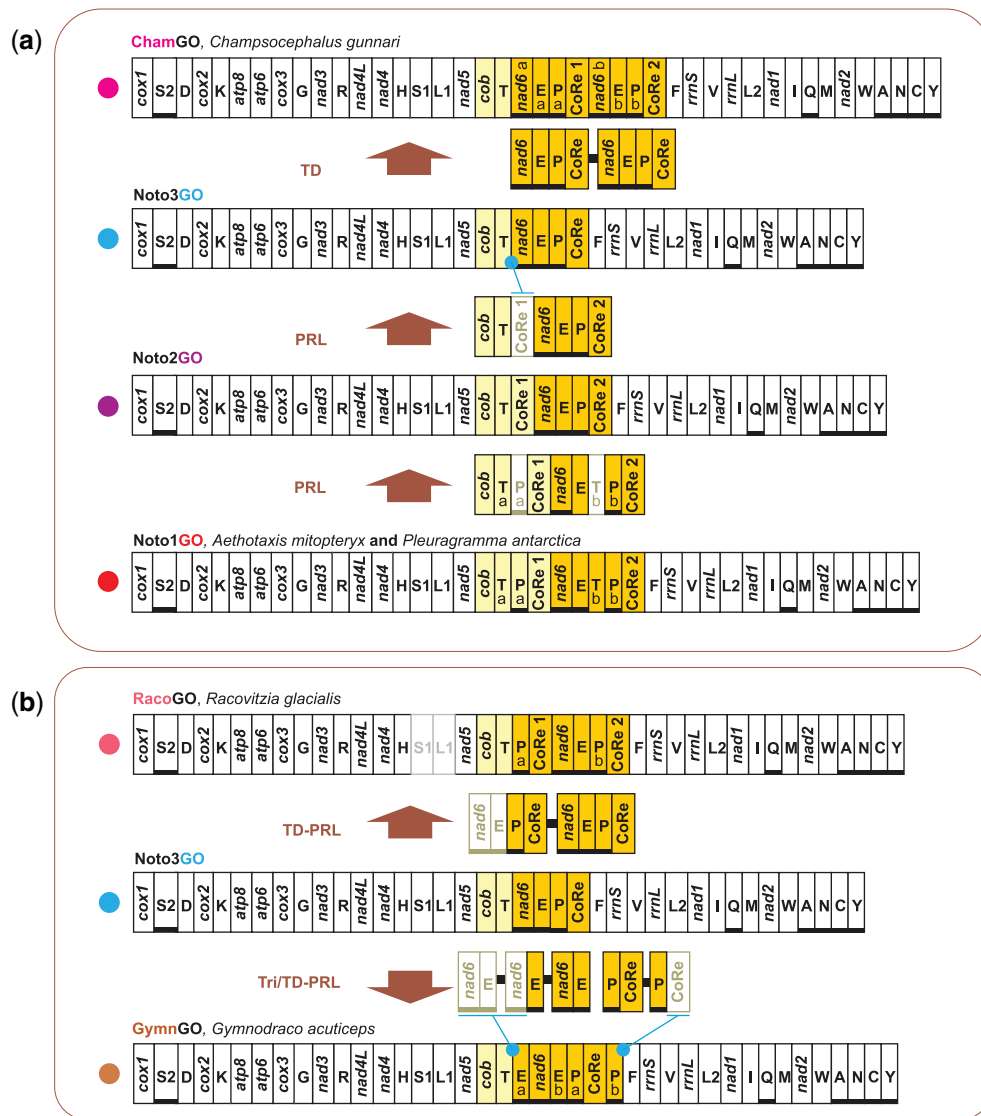 (a)
ChamGO, Champsocephalus gunnari
cox1 S2 D cox2 K atp8 atp6 cox3 G nad3 R nad4L nad4 H S1 L1 nad5 cob T nad6 a E a P a CoRe 1 nad6 b E b P b CoRe 2 F rrnS V rrnL L2 nad1 I Q M nad2 W A N C Y
TD
nad6 E P CoRe nad6 E P CoRe
Noto3GO
cox1 S2 D cox2 K atp8 atp6 cox3 G nad3 R nad4L nad4 H S1 L1 nad5 cob T nad6 E P CoRe F rrnS V rrnL L2 nad1 I Q M nad2 W A N C Y
PRL
cob T CoRe 1 nad6 E P CoRe 2
Noto2GO
cox1 S2 D cox2 K atp8 atp6 cox3 G nad3 R nad4L nad4 H S1 L1 nad5 cob T CoRe 1 nad6 E P CoRe 2 F rrnS V rrnL L2 nad1 I Q M nad2 W A N C Y
PRL
cob T a P a CoRe 1 nad6 E T b P b CoRe 2
Noto1GO, Aethotaxis mitopteryx and Pleuragramma antarctica
cox1 S2 D cox2 K atp8 atp6 cox3 G nad3 R nad4L nad4 H S1 L1 nad5 cob T a P a CoRe 1 nad6 E T b P b CoRe 2 F rrnS V rrnL L2 nad1 I Q M nad2 W A N C Y
(b)
RacoGO, Racovitzia glacialis
cox1 S2 D cox2 K atp8 atp6 cox3 G nad3 R nad4L nad4 H S1 L1 nad5 cob T P a CoRe 1 nad6 E P b CoRe 2 F rrnS V rrnL L2 nad1 I Q M nad2 W A N C Y
TD-PRL
nad6 E P CoRe nad6 E P CoRe
Noto3GO
cox1 S2 D cox2 K atp8 atp6 cox3 G nad3 R nad4L nad4 H S1 L1 nad5 cob T nad6 E P CoRe F rrnS V rrnL L2 nad1 I Q M nad2 W A N C Y
Tri/TD-PRL
nad6 E nad6 E nad6 E P CoRe P CoRe
GymnGO, Gymnodraco acuticeps
cox1 S2 D cox2 K atp8 atp6 cox3 G nad3 R nad4L nad4 H S1 L1 nad5 cob T E a nad6 E b P a CoRe P b F rrnS V rrnL L2 nad1 I Q M nad2 W A N C Y